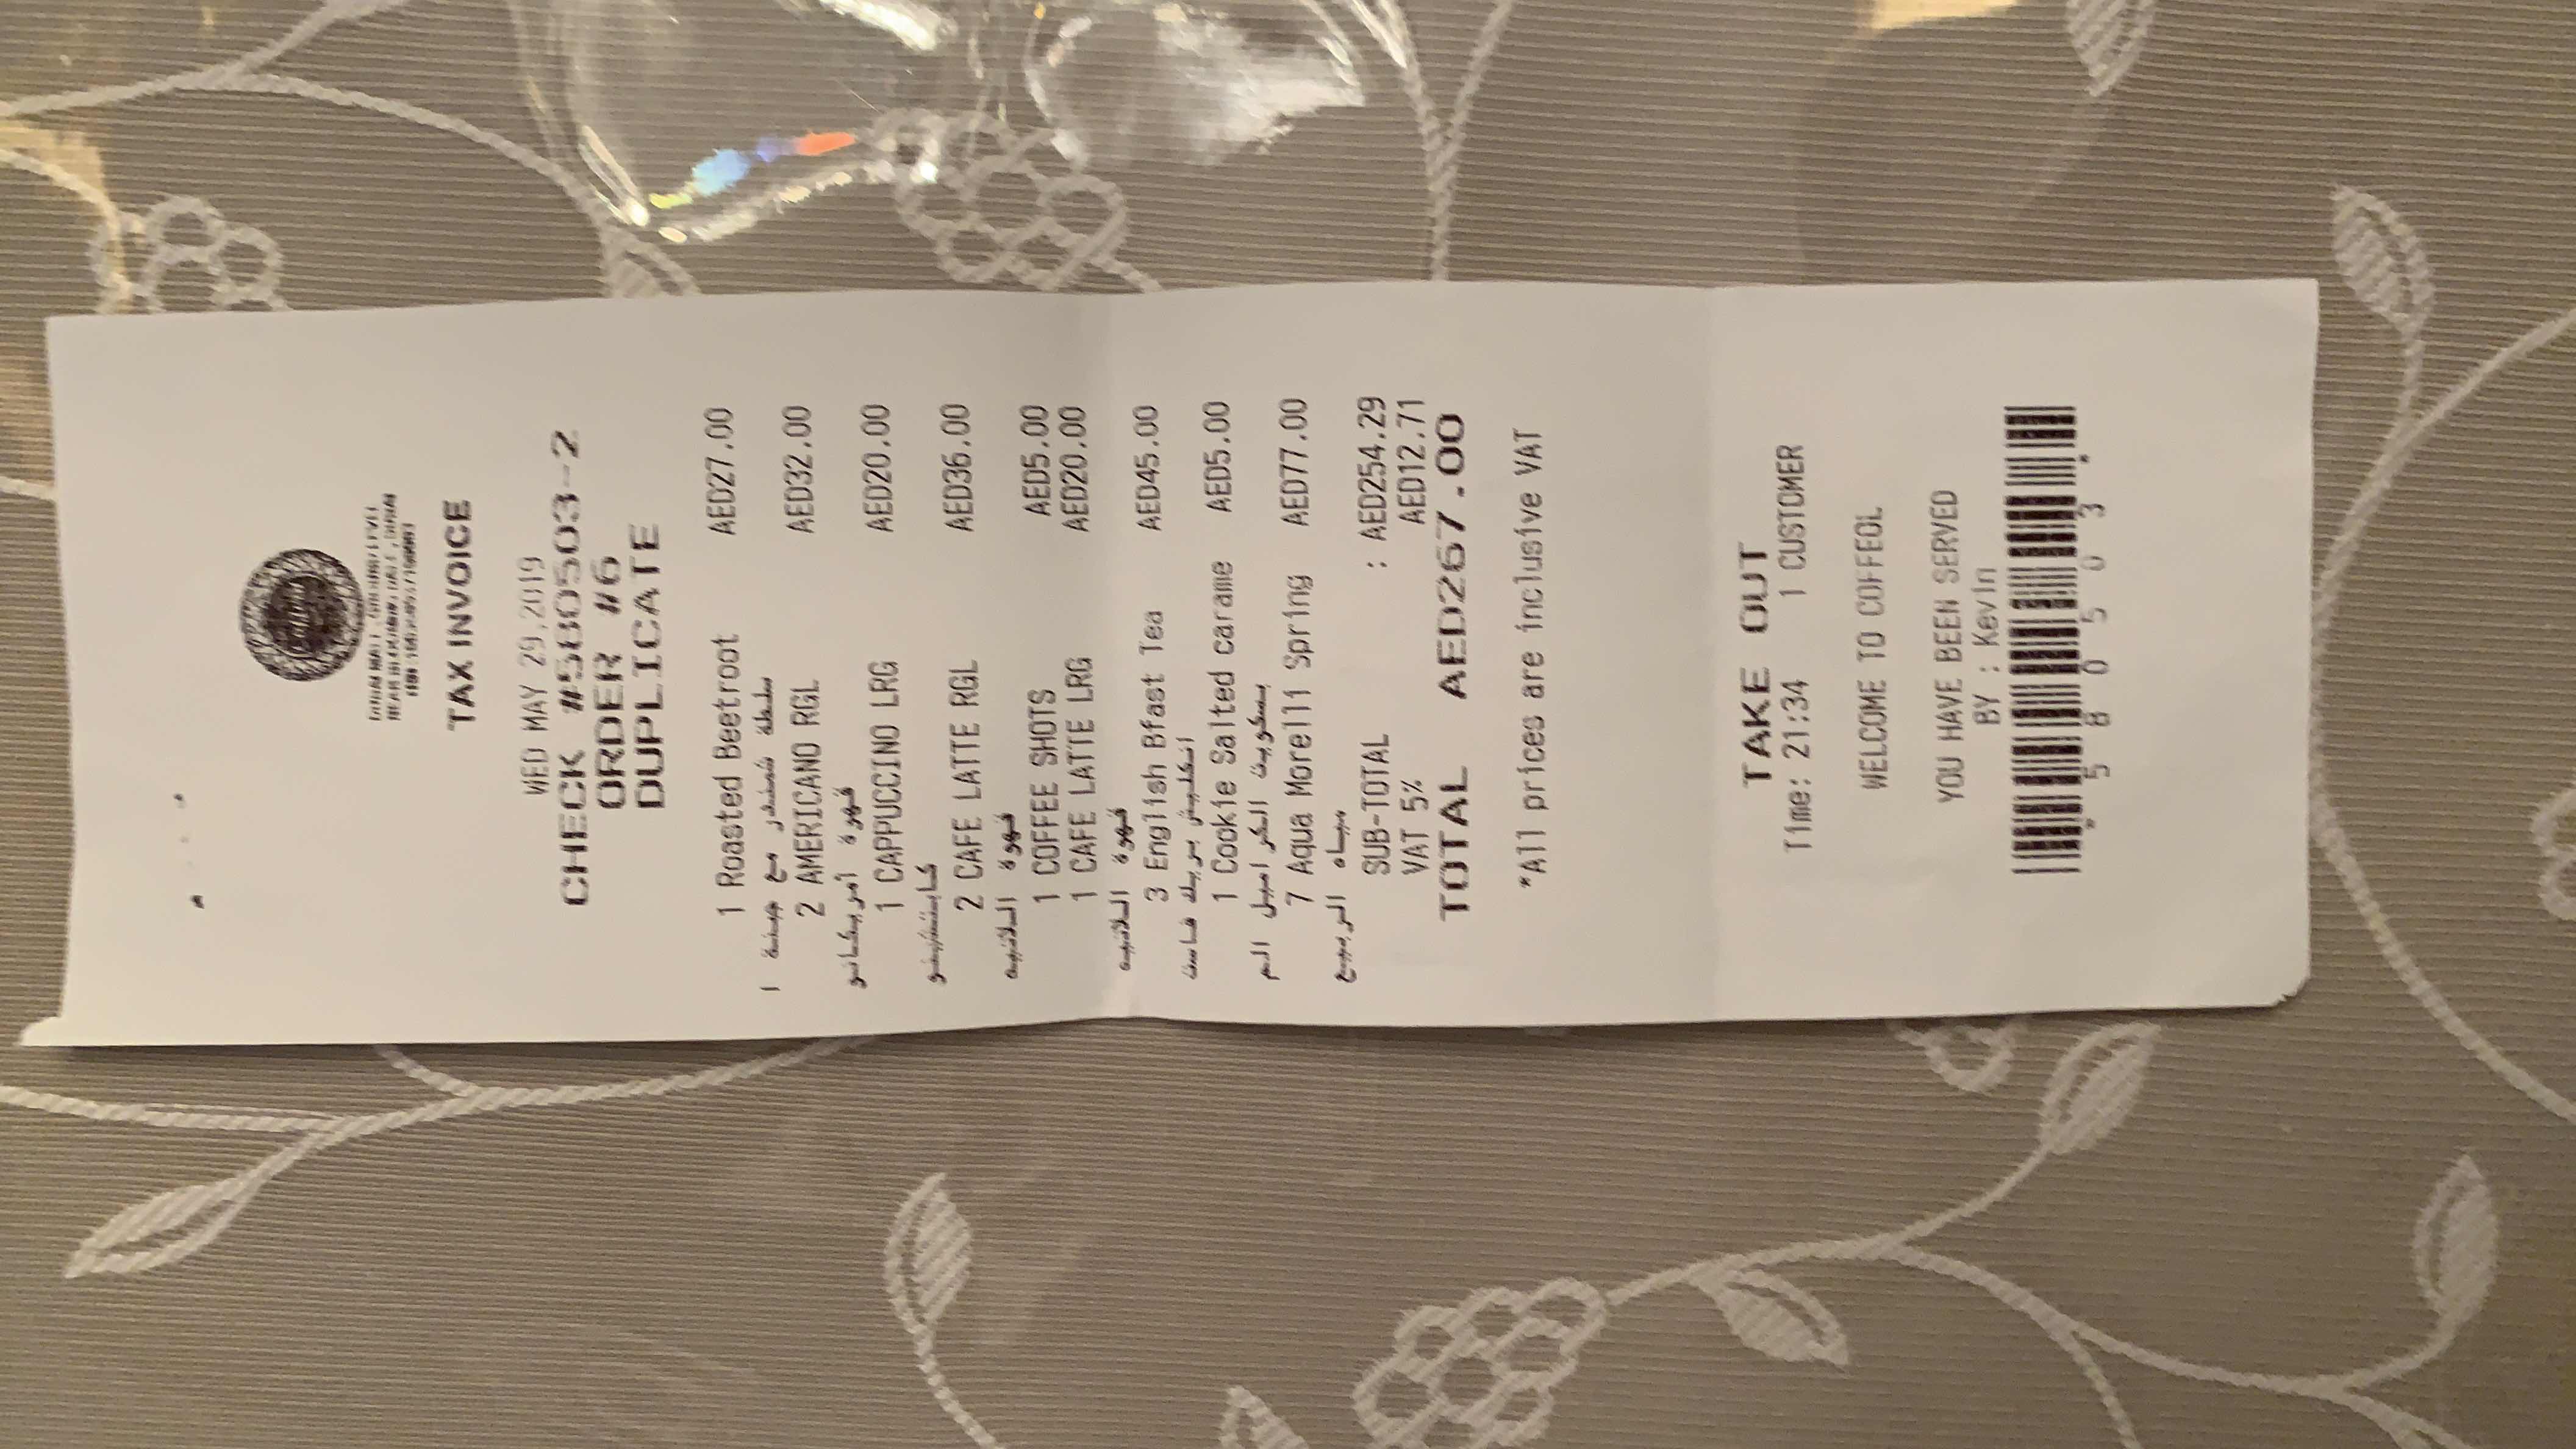 DUBAI MALL, GROUND LEVEL
NEAR BLOOMING DALE, DUBAI
TAX INVOICE
WED MAY 29,2019
CHECK #580503-2
ORDER #6
DUPLICATE
1 Roasted Beetroot AED27.00
سلطة شمندر مع جبنة ا
2 AMERICANO RGL AED32.00
قهوة أمريكانو
1 CAPPUCCINO LRG AED20.00
كابتشينو
2 CAFE LATTE RGL AED36.00
قهوة اللاتيه
1 COFFEE SHOTS AED5.00
1 CAFE LATTE LRG AED20.00
قهوة اللاتيه
3 English Bfast Tea AED45.00
انكليش بريك فاست
1 Cookie Salted carame AED5.00
بسكويت الكراميل الم
7 Aqua Morelli Spring AED77.00
مياه الربيع
SUB-TOTAL : AED254.29
VAT 5% AED12.71
TOTAL AED267.00
*All prices are inclusive VAT
TAKE OUT
Time: 21:34 1 CUSTOMER
WELCOME TO COFFEOL
YOU HAVE BEEN SERVED
BY : Kevin
* 5 8 0 5 0 3 *